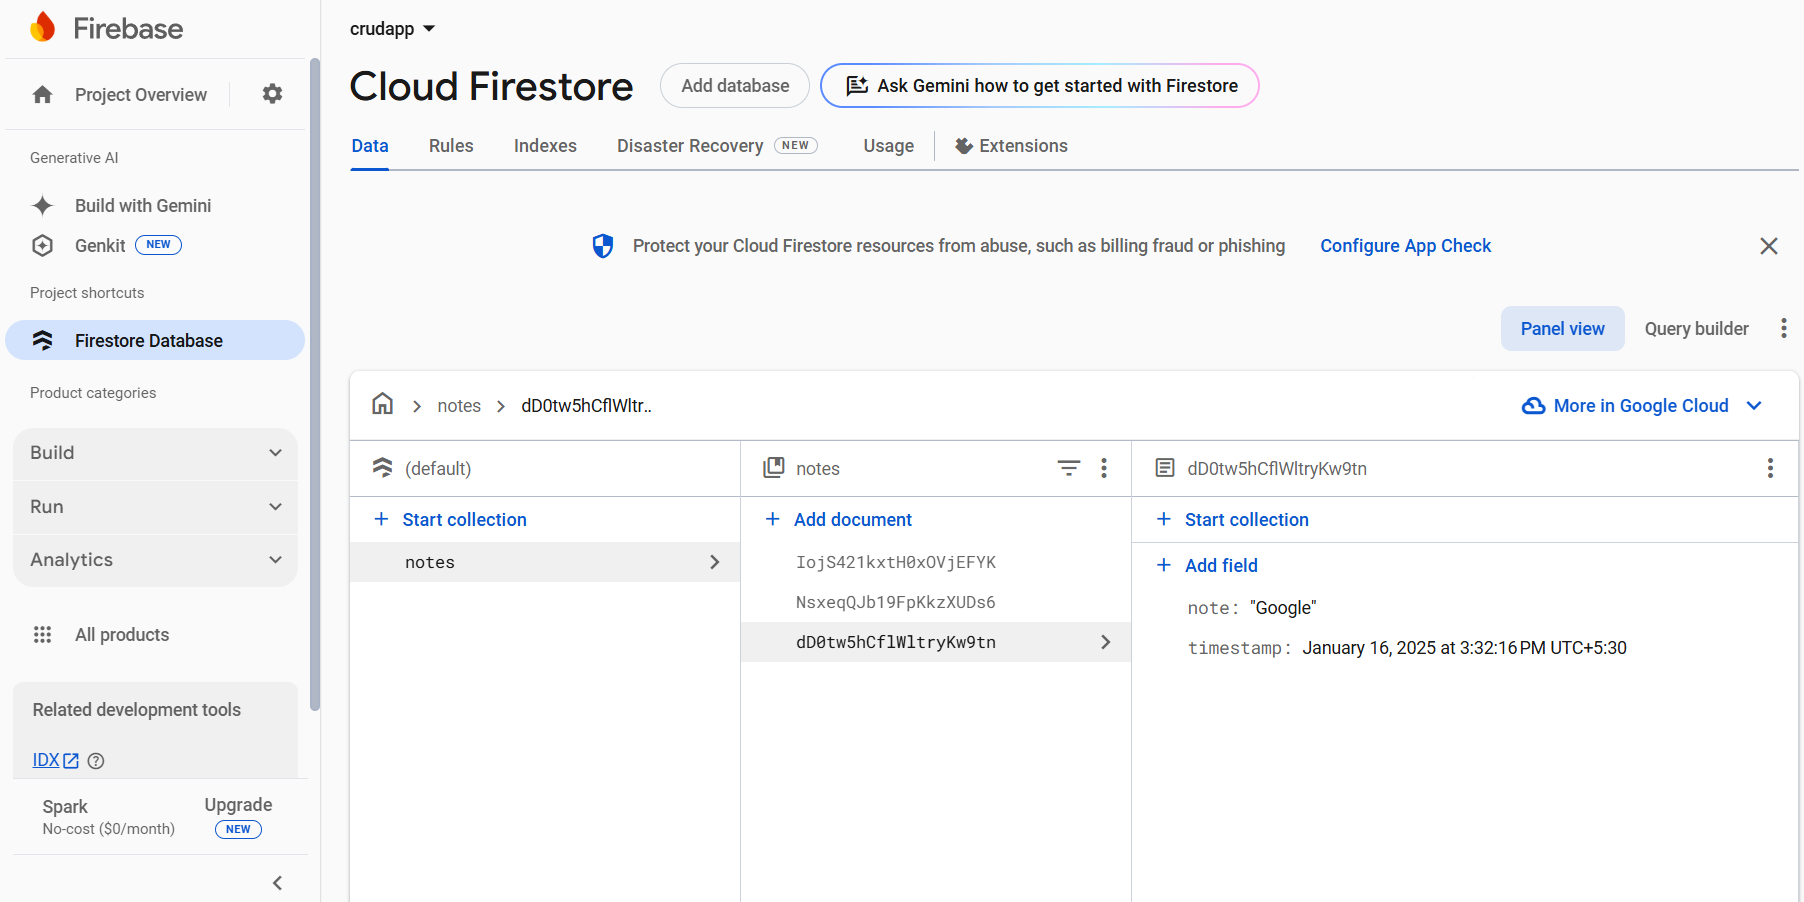 Firebase
Project Overview
Generative AI
Build with Gemini
Genkit NEW
Project shortcuts
Firestore Database
Product categories
Build
Run
Analytics
All products
Related development tools
IDX
Spark
No-cost ($0/month)
Upgrade
NEW
crudapp
Cloud Firestore
Add database
Ask Gemini how to get started with Firestore
Data Rules Indexes Disaster Recovery NEW Usage Extensions
Protect your Cloud Firestore resources from abuse, such as billing fraud or phishing Configure App Check
Panel view Query builder
notes dD0tw5hCflWltr..
More in Google Cloud
(default)
Start collection
notes
notes
Add document
IojS421kxtH0xOVjEFYK
NsxeqQJb19FpKkzXUDs6
dD0tw5hCflWltryKw9tn
dD0tw5hCflWltryKw9tn
Start collection
Add field
note: "Google"
timestamp: January 16, 2025 at 3:32:16 PM UTC+5:30